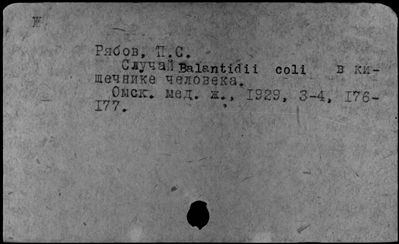 Ж
Рябов, П.С.
Случай Balantidii coli в ки-
шечнике человека.
Омск. мед. ж., 1929, 3-4, 176-
177.